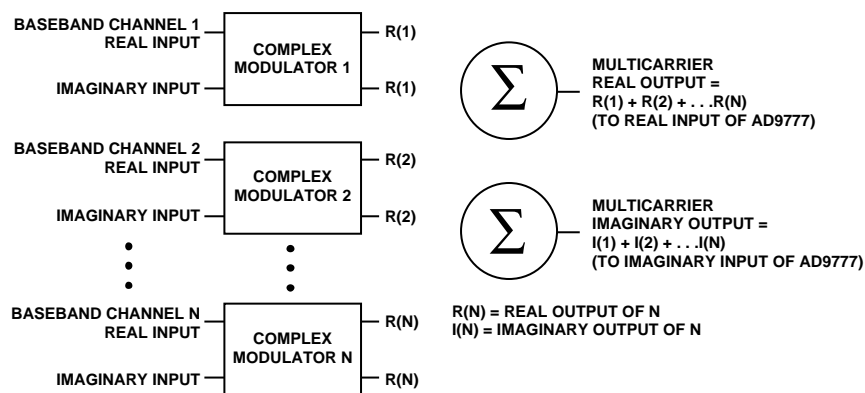 BASEBAND CHANNEL 1
REAL INPUT
IMAGINARY INPUT
COMPLEX
MODULATOR 1
R(1)
R(1)
BASEBAND CHANNEL 2
REAL INPUT
IMAGINARY INPUT
COMPLEX
MODULATOR 2
R(2)
R(2)
BASEBAND CHANNEL N
REAL INPUT
IMAGINARY INPUT
COMPLEX
MODULATOR N
R(N)
R(N)
Σ
MULTICARRIER
REAL OUTPUT =
R(1) + R(2) + . . .R(N)
(TO REAL INPUT OF AD9777)
Σ
MULTICARRIER
IMAGINARY OUTPUT =
I(1) + I(2) + . . .I(N)
(TO IMAGINARY INPUT OF AD9777)
R(N) = REAL OUTPUT OF N
I(N) = IMAGINARY OUTPUT OF N